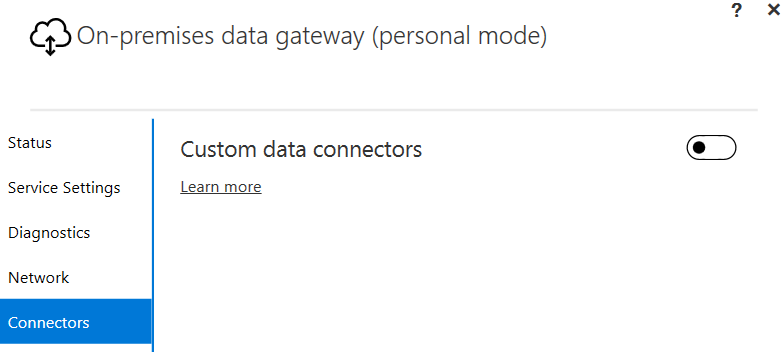 ?
On-premises data gateway (personal mode)
Status
Service Settings
Diagnostics
Network
Connectors
Custom data connectors
Learn more